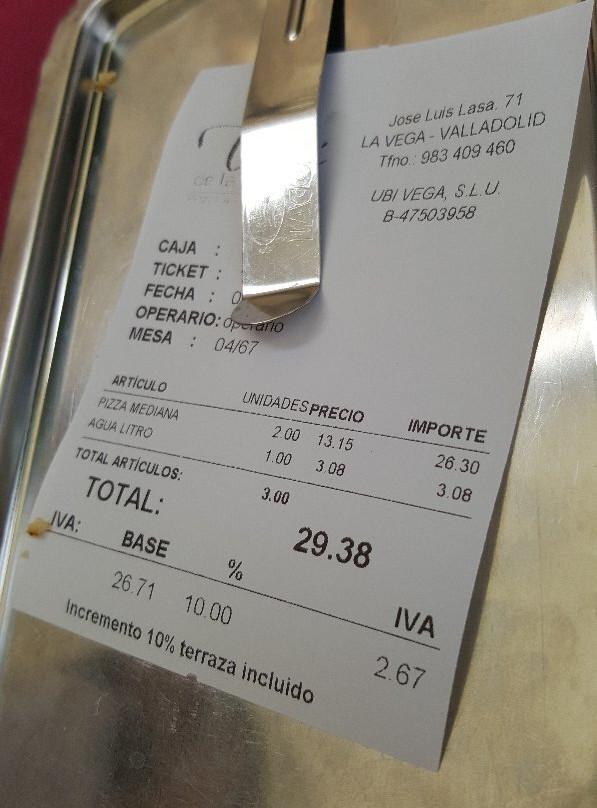 Jose Luis Lasa. 71
LA VEGA - VALLADOLID
Tfno.: 983 409 460
UBI VEGA, S.L.U.
B-47503958
de la
CAJA :
TICKET :
FECHA : 0
OPERARIO: operario
MESA : 04/67
ARTÍCULO UNIDADES PRECIO IMPORTE
PIZZA MEDIANA 2.00 13.15 26.30
AGUA LITRO 1.00 3.08 3.08
TOTAL ARTÍCULOS: 3.00
TOTAL: 29.38
IVA: BASE % IVA
26.71 10.00 2.67
Incremento 10% terraza incluido